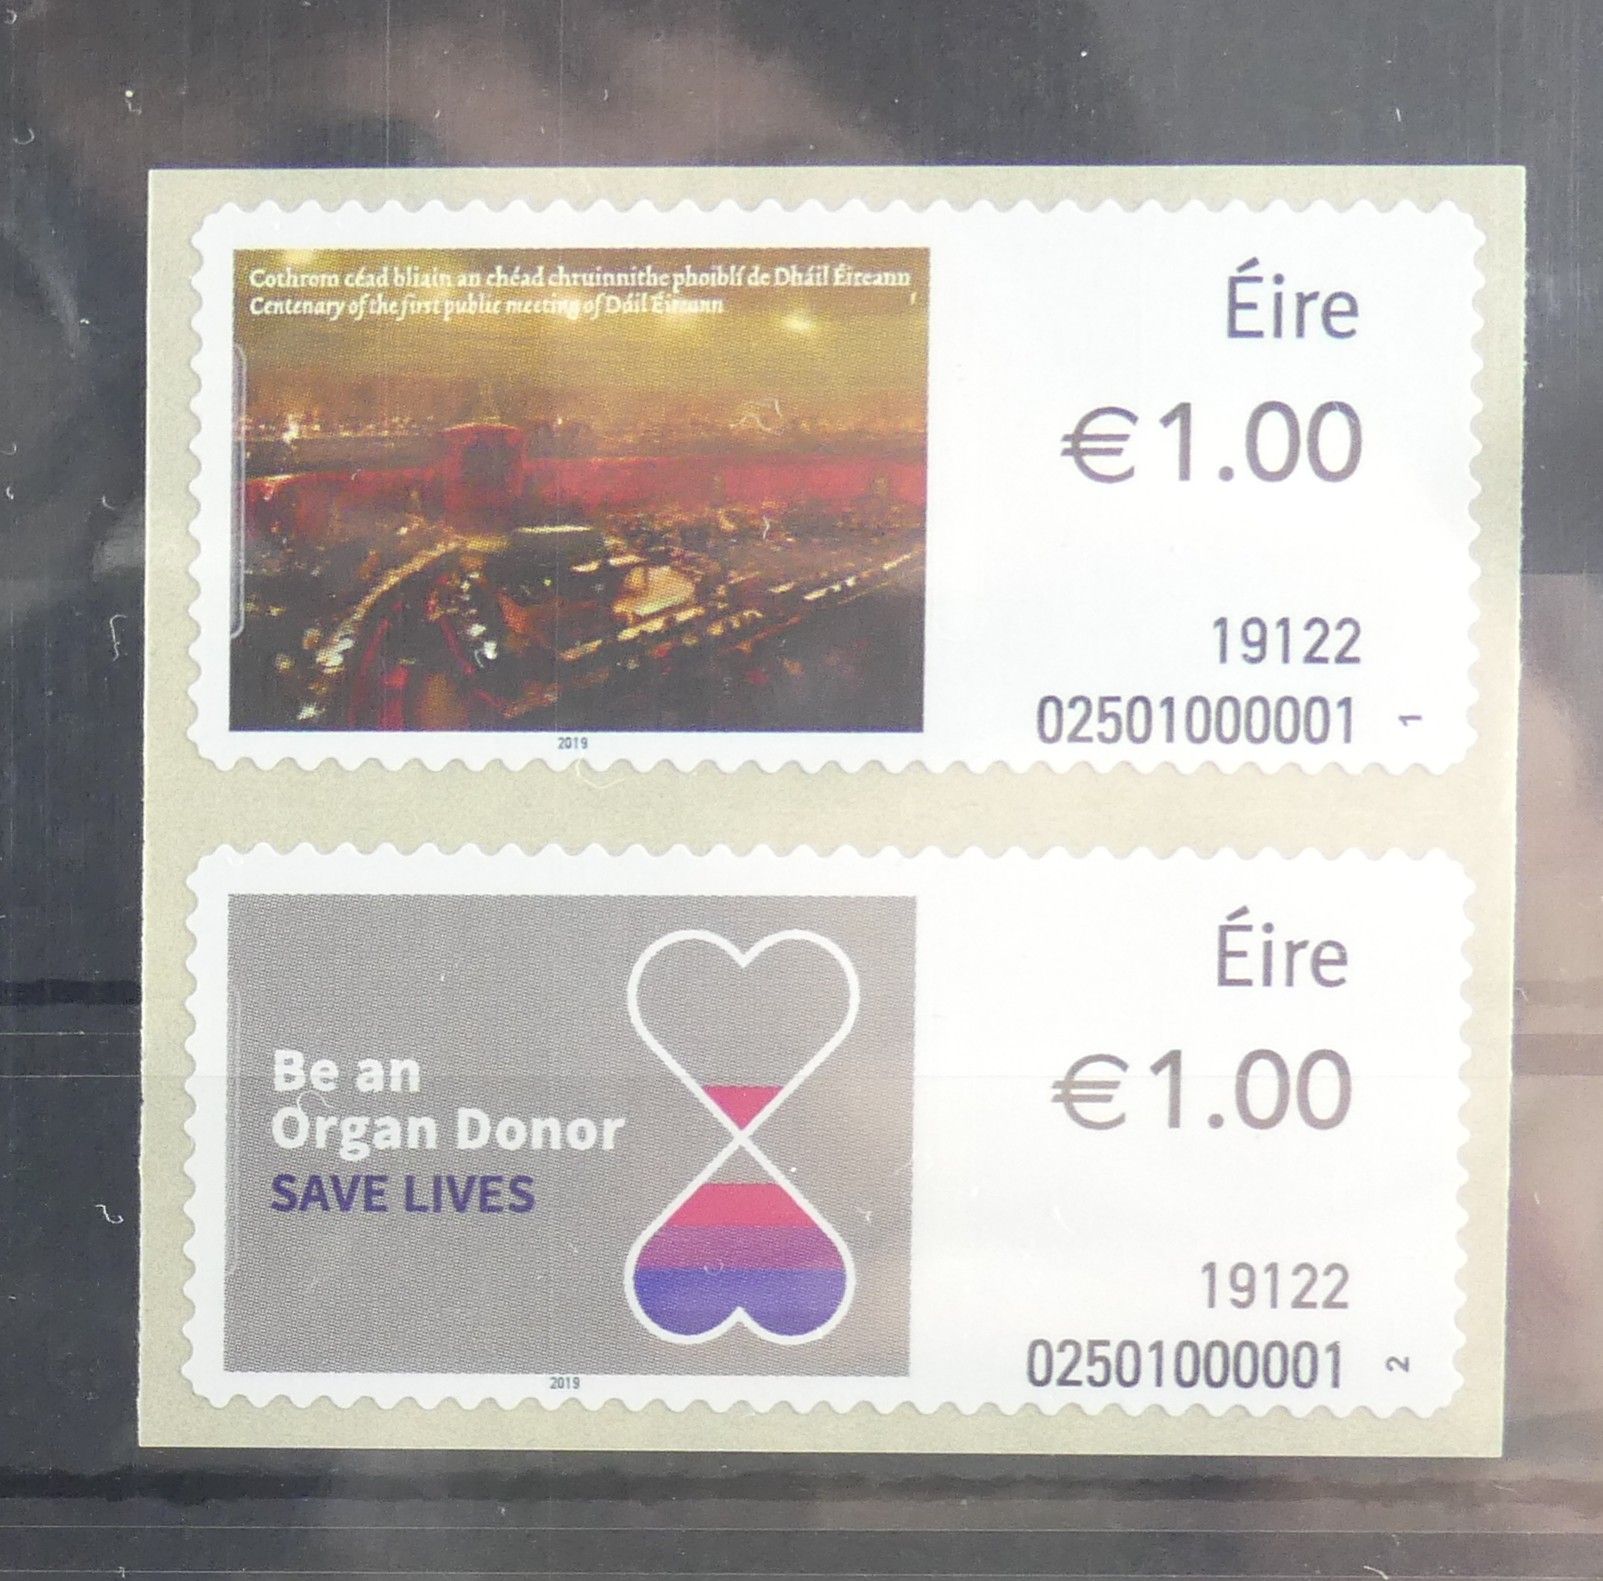 Cothrom céad bliain an chéad chruinnithe phoiblí de Dháil Éireann
Centenary of the first public meeting of Dáil Éireann
Éire
€1.00
19122
02501000001 1
2019
Be an
Organ Donor
SAVE LIVES
Éire
€1.00
19122
02501000001 2
2019